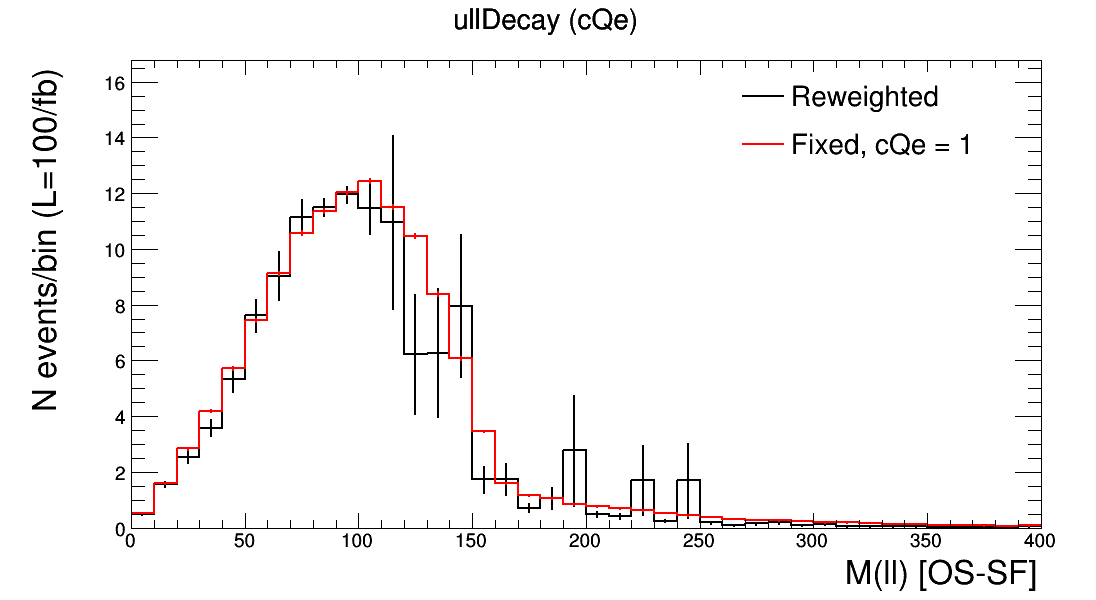 ullDecay (cQe)
N events/bin (L=100/fb)
16
14
12
10
8
6
4
2
0
Reweighted
Fixed, cQe = 1
0 50 100 150 200 250 300 350 400
M(ll) [OS-SF]